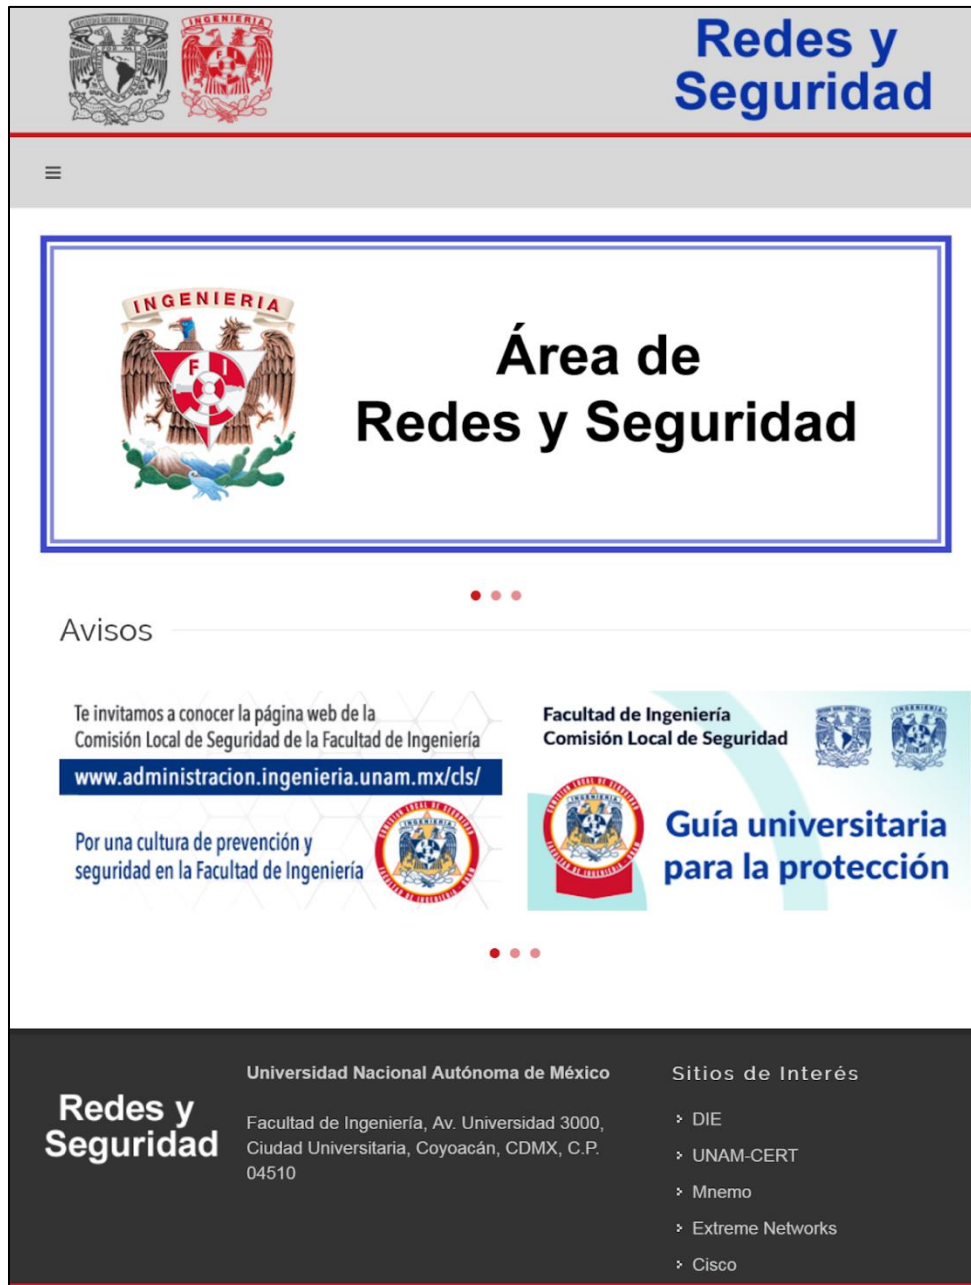 INGENIERIA
Redes y
Seguridad
INGENIERIA
F I
Área de
Redes y Seguridad
Avisos
Te invitamos a conocer la página web de la
Comisión Local de Seguridad de la Facultad de Ingeniería
www.administracion.ingenieria.unam.mx/cls/
Por una cultura de prevención y
seguridad en la Facultad de Ingeniería
Facultad de Ingeniería
Comisión Local de Seguridad
Guía universitaria
para la protección
Redes y
Seguridad
Universidad Nacional Autónoma de México
Facultad de Ingeniería, Av. Universidad 3000,
Ciudad Universitaria, Coyoacán, CDMX, C.P.
04510
Sitios de Interés
DIE
UNAM-CERT
Mnemo
Extreme Networks
Cisco